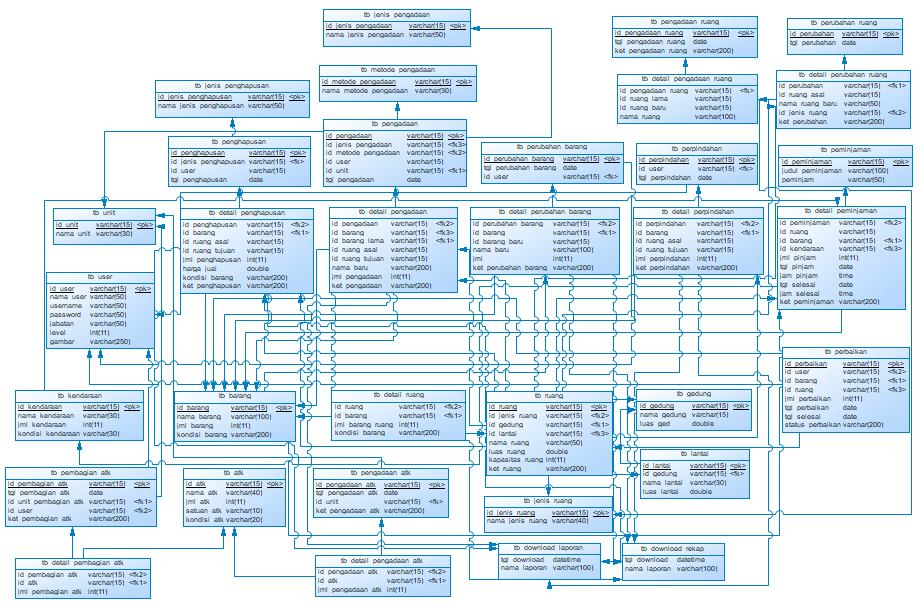 tb jenis pengadaan
id jenis pengadaan varchar(15) <pk>
nama jenis pengadaan varchar(50)
tb pengadaan ruang
id pengadaan ruang varchar(15) <pk>
tgl pengadaan ruang date
ket pengadaan ruang varchar(200)
tb perubahan ruang
id perubahan varchar(15) <pk>
tgl perubahan date
tb jenis penghapusan
id jenis penghapusan varchar(15) <pk>
nama jenis penghapusan varchar(50)
tb metode pengadaan
id metode pengadaan varchar(15) <pk>
nama metode pengadaan varchar(30)
tb detail pengadaan ruang
id pengadaan ruang varchar(15) <fk>
id ruang lama varchar(15)
id ruang baru varchar(15)
nama ruang varchar(100)
tb detail perubahan ruang
id perubahan varchar(15) <fk1>
id ruang asal varchar(15)
nama ruang baru varchar(50)
id jenis ruang varchar(15) <fk2>
ket perubahan varchar(200)
tb penghapusan
id penghapusan varchar(15) <pk>
id jenis penghapusan varchar(15) <fk>
id user varchar(15)
tgl penghapusan date
tb pengadaan
id pengadaan varchar(15) <pk>
id jenis pengadaan varchar(15) <fk3>
id metode pengadaan varchar(15) <fk2>
id user varchar(15)
id unit varchar(15) <fk1>
tgl pengadaan date
tb perubahan barang
id perubahan barang varchar(15) <pk>
tgl perubahan barang date
id user varchar(15) <fk>
tb perpindahan
id perpindahan varchar(15) <pk>
id user varchar(15) <fk>
tgl perpindahan date
tb peminjaman
id peminjaman varchar(15) <pk>
judul peminjaman varchar(100)
peminjam varchar(50)
tb unit
id unit varchar(15) <pk>
nama unit varchar(30)
tb detail penghapusan
id penghapusan varchar(15) <fk2>
id barang varchar(15) <fk1>
id ruang asal varchar(15)
id ruang tujuan varchar(15)
jml penghapusan int(11)
harga jual double
kondisi barang varchar(200)
ket penghapusan varchar(200)
tb detail pengadaan
id pengadaan varchar(15) <fk2>
id barang varchar(15) <fk3>
id barang lama varchar(15) <fk1>
id ruang asal varchar(15)
id ruang tujuan varchar(15)
nama baru varchar(200)
jml pengadaan int(11)
ket pengadaan varchar(200)
tb detail perubahan barang
id perubahan barang varchar(15) <fk2>
id barang varchar(15) <fk1>
id barang baru varchar(15)
nama baru varchar(100)
jml int(11)
ket perubahan barang varchar(200)
tb detail perpindahan
id perpindahan varchar(15) <fk2>
id barang varchar(15) <fk1>
id ruang asal varchar(15)
id ruang tujuan varchar(15)
jml perpindahan int(11)
ket perpindahan varchar(200)
tb detail peminjaman
id peminjaman varchar(15) <fk2>
id ruang varchar(15)
id barang varchar(15) <fk1>
id kendaraan varchar(15) <fk3>
jml pinjam int(11)
tgl pinjam date
jam pinjam time
tgl selesai date
jam selesai time
ket peminjaman varchar(200)
tb user
id user varchar(15) <pk>
nama user varchar(50)
username varchar(50)
password varchar(50)
jabatan varchar(50)
level int(11)
gambar varchar(250)
tb perbaikan
id perbaikan varchar(15) <pk>
id user varchar(15) <fk2>
id barang varchar(15) <fk1>
id ruang varchar(15) <fk3>
jml perbaikan int(11)
tgl perbaikan date
tgl selesai date
status perbaikan varchar(200)
tb kendaraan
id kendaraan varchar(15) <pk>
nama kendaraan varchar(30)
jml kendaraan int(11)
kondisi kendaraan varchar(30)
tb barang
id barang varchar(15) <pk>
nama barang varchar(100)
jml barang int(11)
kondisi barang varchar(200)
tb detail ruang
id ruang varchar(15) <fk2>
id barang varchar(15) <fk1>
jml barang ruang int(11)
kondisi barang varchar(200)
tb ruang
id ruang varchar(15) <pk>
id jenis ruang varchar(15) <fk2>
id gedung varchar(15) <fk1>
id lantai varchar(15) <fk3>
nama ruang varchar(50)
luas ruang double
kapasitas ruang int(11)
ket ruang varchar(200)
tb gedung
id gedung varchar(15) <pk>
nama gedung varchar(15)
luas ged double
tb lantai
id lantai varchar(15) <pk>
id gedung varchar(15) <fk>
nama lantai varchar(30)
luas lantai double
tb pembagian atk
id pembagian atk varchar(15) <pk>
tgl pembagian atk date
id unit pembagian atk varchar(15) <fk1>
id user varchar(15) <fk2>
ket pembagian atk varchar(200)
tb atk
id atk varchar(15) <pk>
nama atk varchar(40)
jml atk int(11)
satuan atk varchar(10)
kondisi atk varchar(20)
tb pengadaan atk
id pengadaan atk varchar(15) <pk>
tgl pengadaan atk date
id unit varchar(15) <fk>
ket pengadaan atk varchar(200)
tb jenis ruang
id jenis ruang varchar(15) <pk>
nama jenis ruang varchar(40)
tb detail pembagian atk
id pembagian atk varchar(15) <fk2>
id atk varchar(15) <fk1>
jml pembagian atk int(11)
tb detail pengadaan atk
id pengadaan atk varchar(15) <fk2>
id atk varchar(15) <fk1>
jml pengadaan atk int(11)
tb download laporan
tgl download datetime
nama laporan varchar(100)
tb download rekap
tgl download datetime
nama laporan varchar(100)